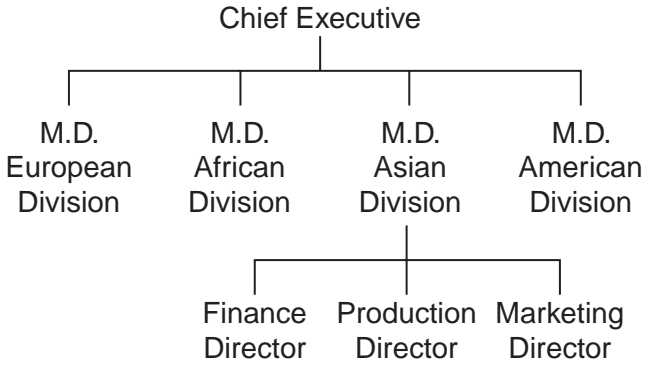 Chief Executive
M.D.
European
Division
M.D.
African
Division
M.D.
Asian
Division
M.D.
American
Division
Finance
Director
Production
Director
Marketing
Director